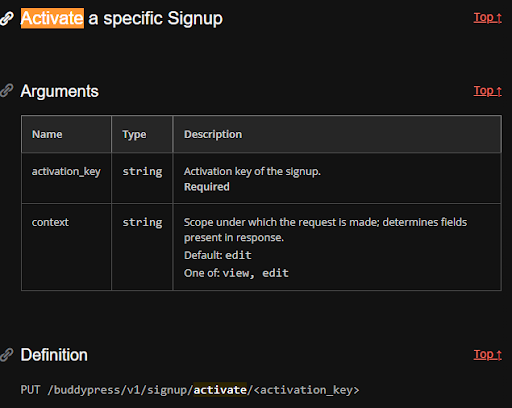 Activate a specific Signup
Top ↑
Arguments
Top ↑
Name Type Description
activation_key string Activation key of the signup.
Required
context string Scope under which the request is made; determines fields
present in response.
Default: edit
One of: view, edit
Definition
Top ↑
PUT /buddypress/v1/signup/activate/<activation_key>